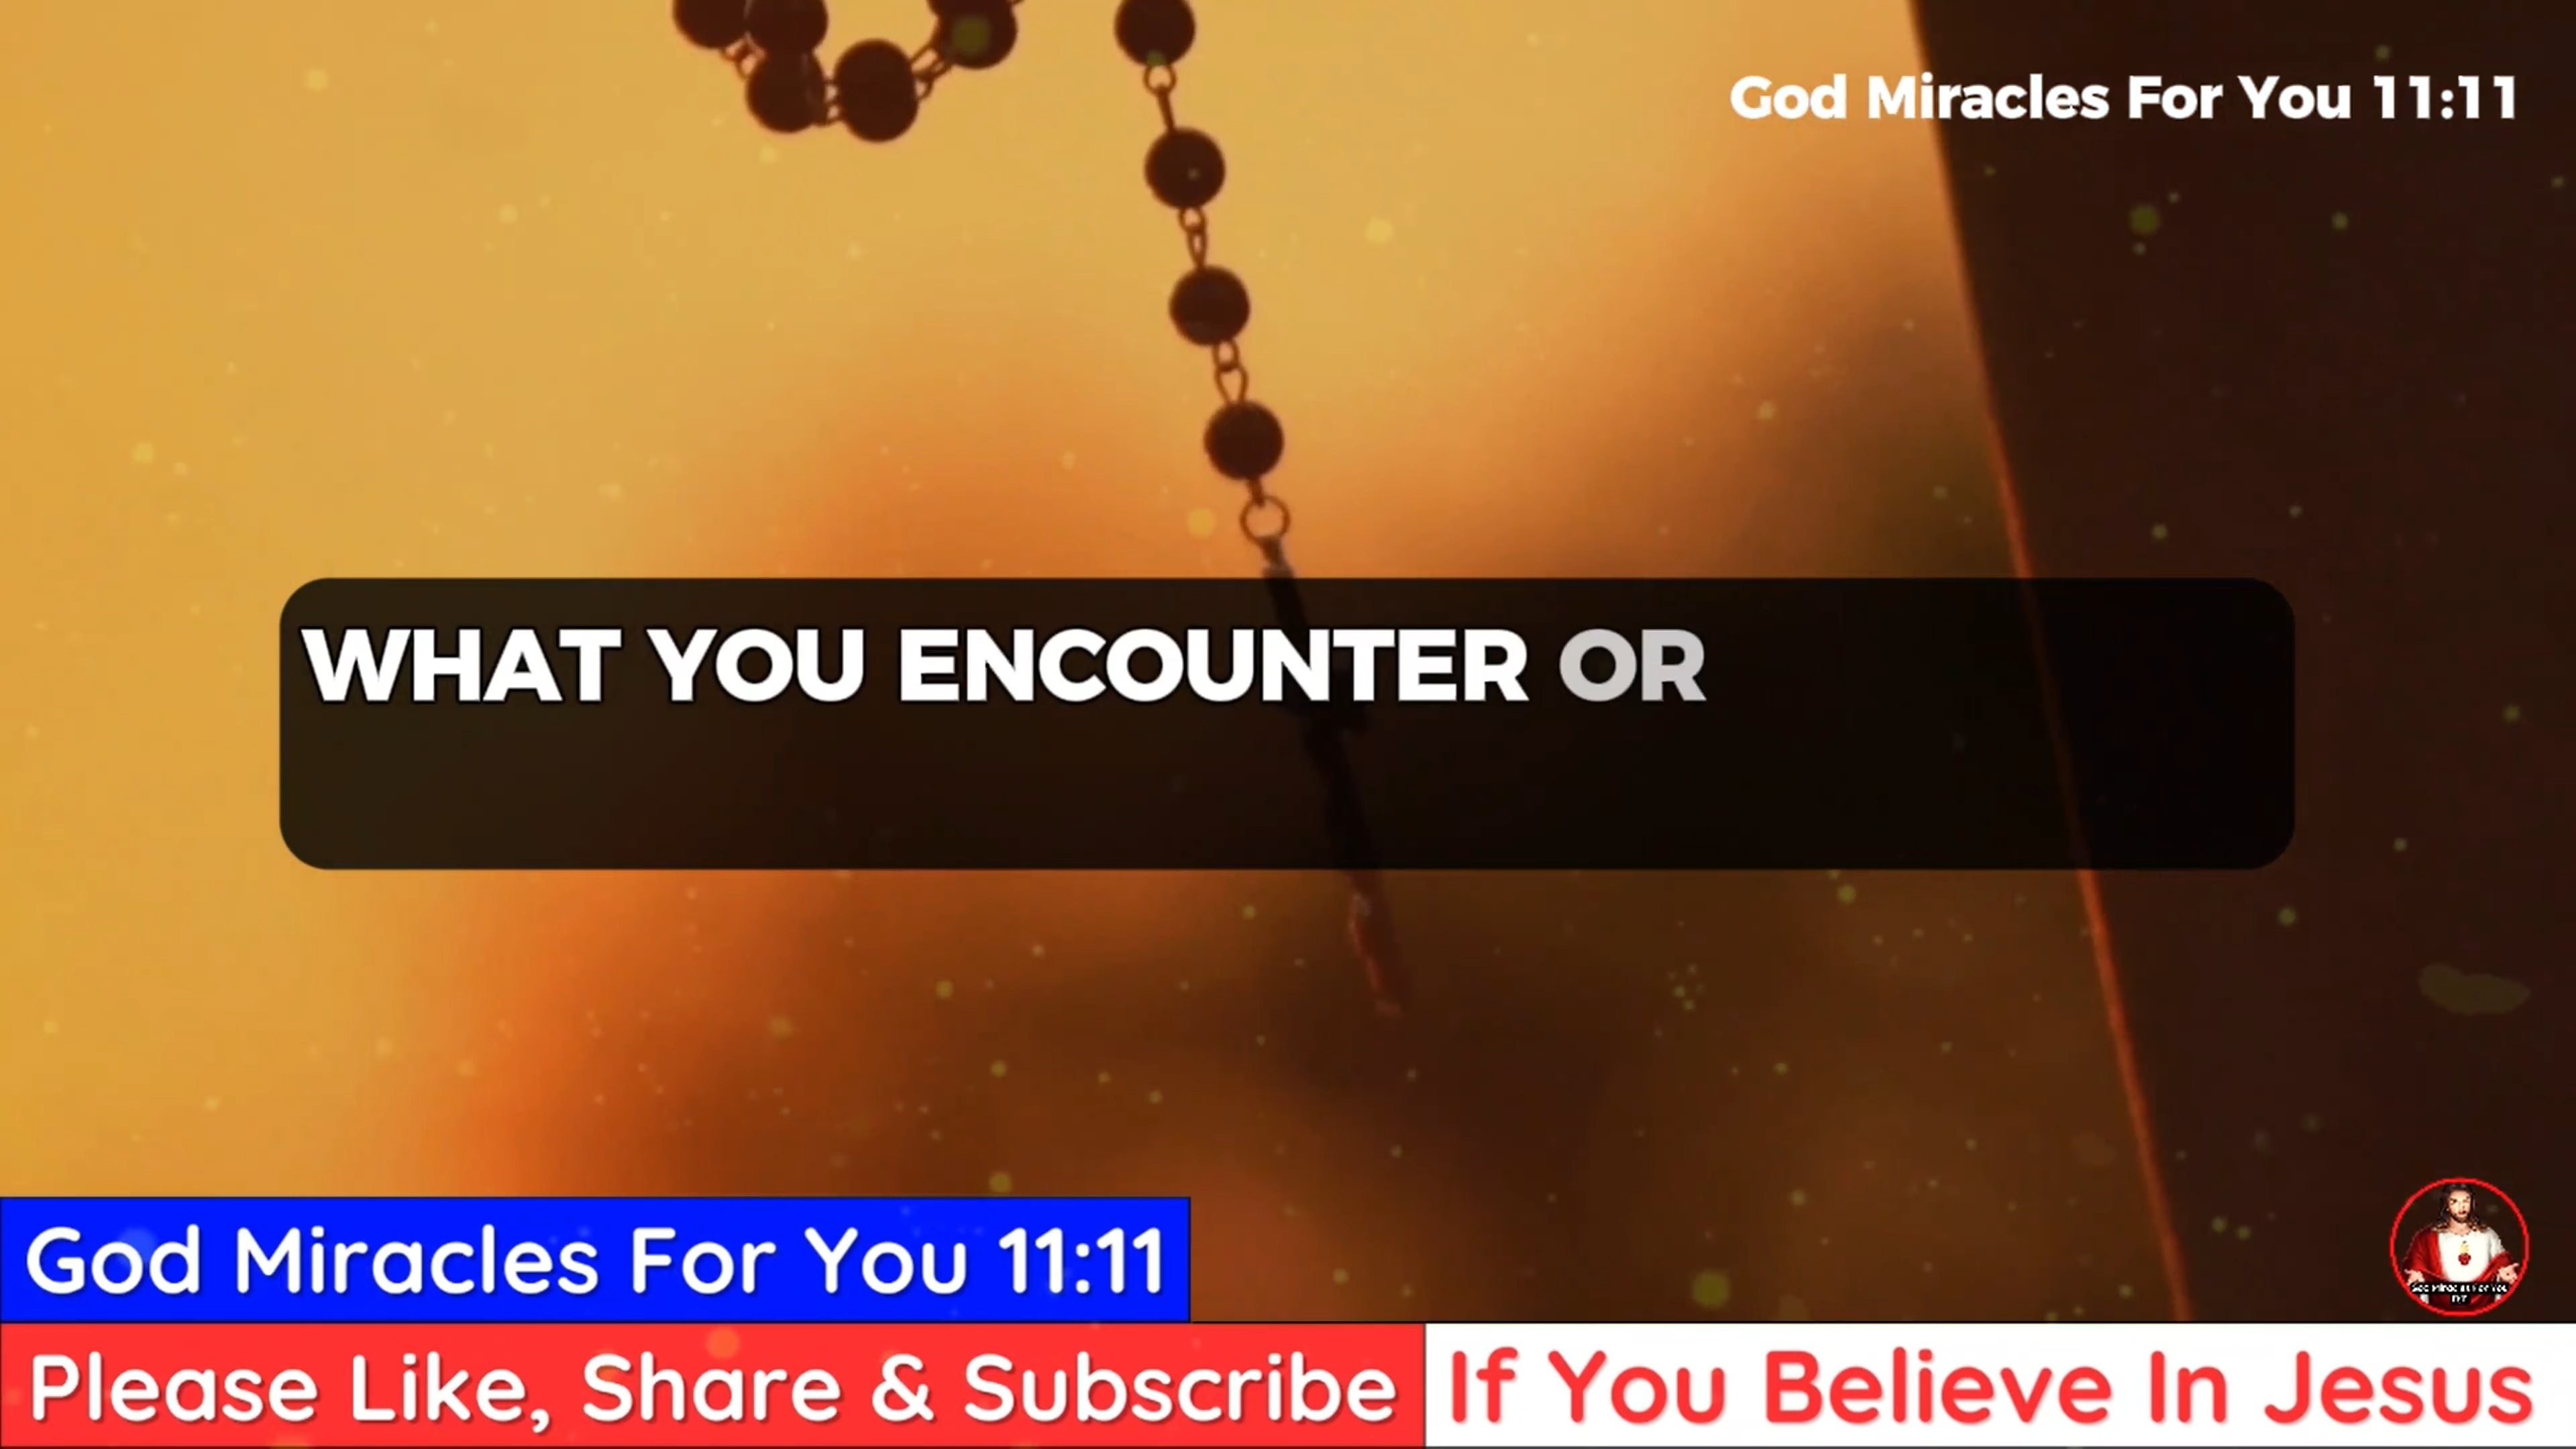 God Miracles For You 11:11
WHAT YOU ENCOUNTER OR
God Miracles For You 11:11
Please Like, Share & Subscribe
If You Believe In Jesus